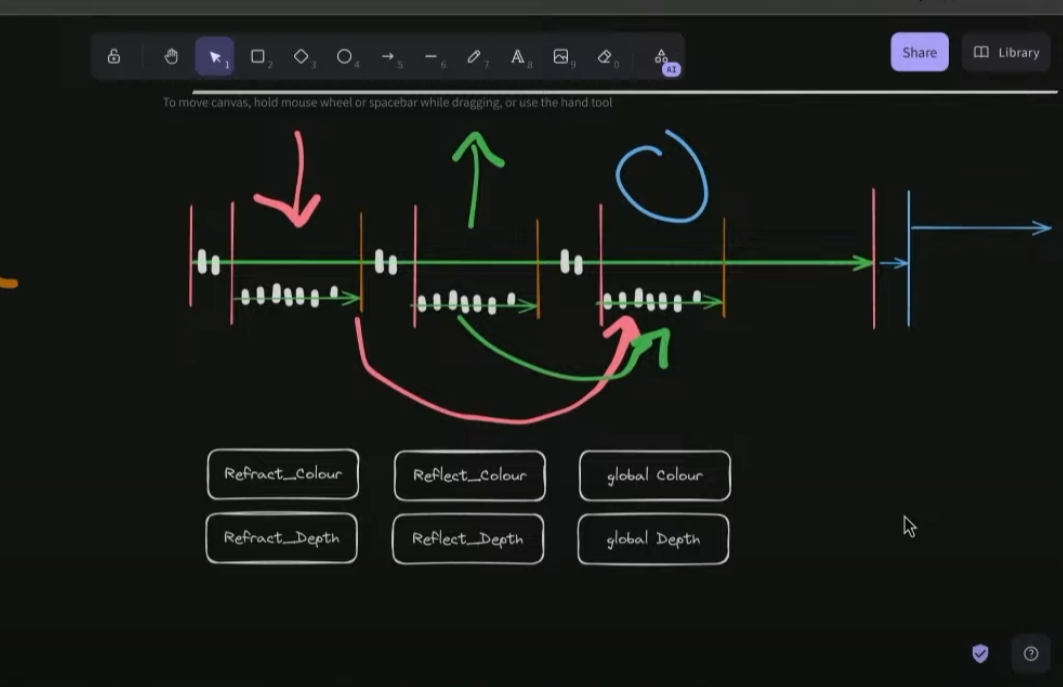 1
2
3
4
5
6
7
A
8
9
0
AI
Share
Library
To move canvas, hold mouse wheel or spacebar while dragging, or use the hand tool
Refract_Colour
Reflect_Colour
global Colour
Refract_Depth
Reflect_Depth
global Depth